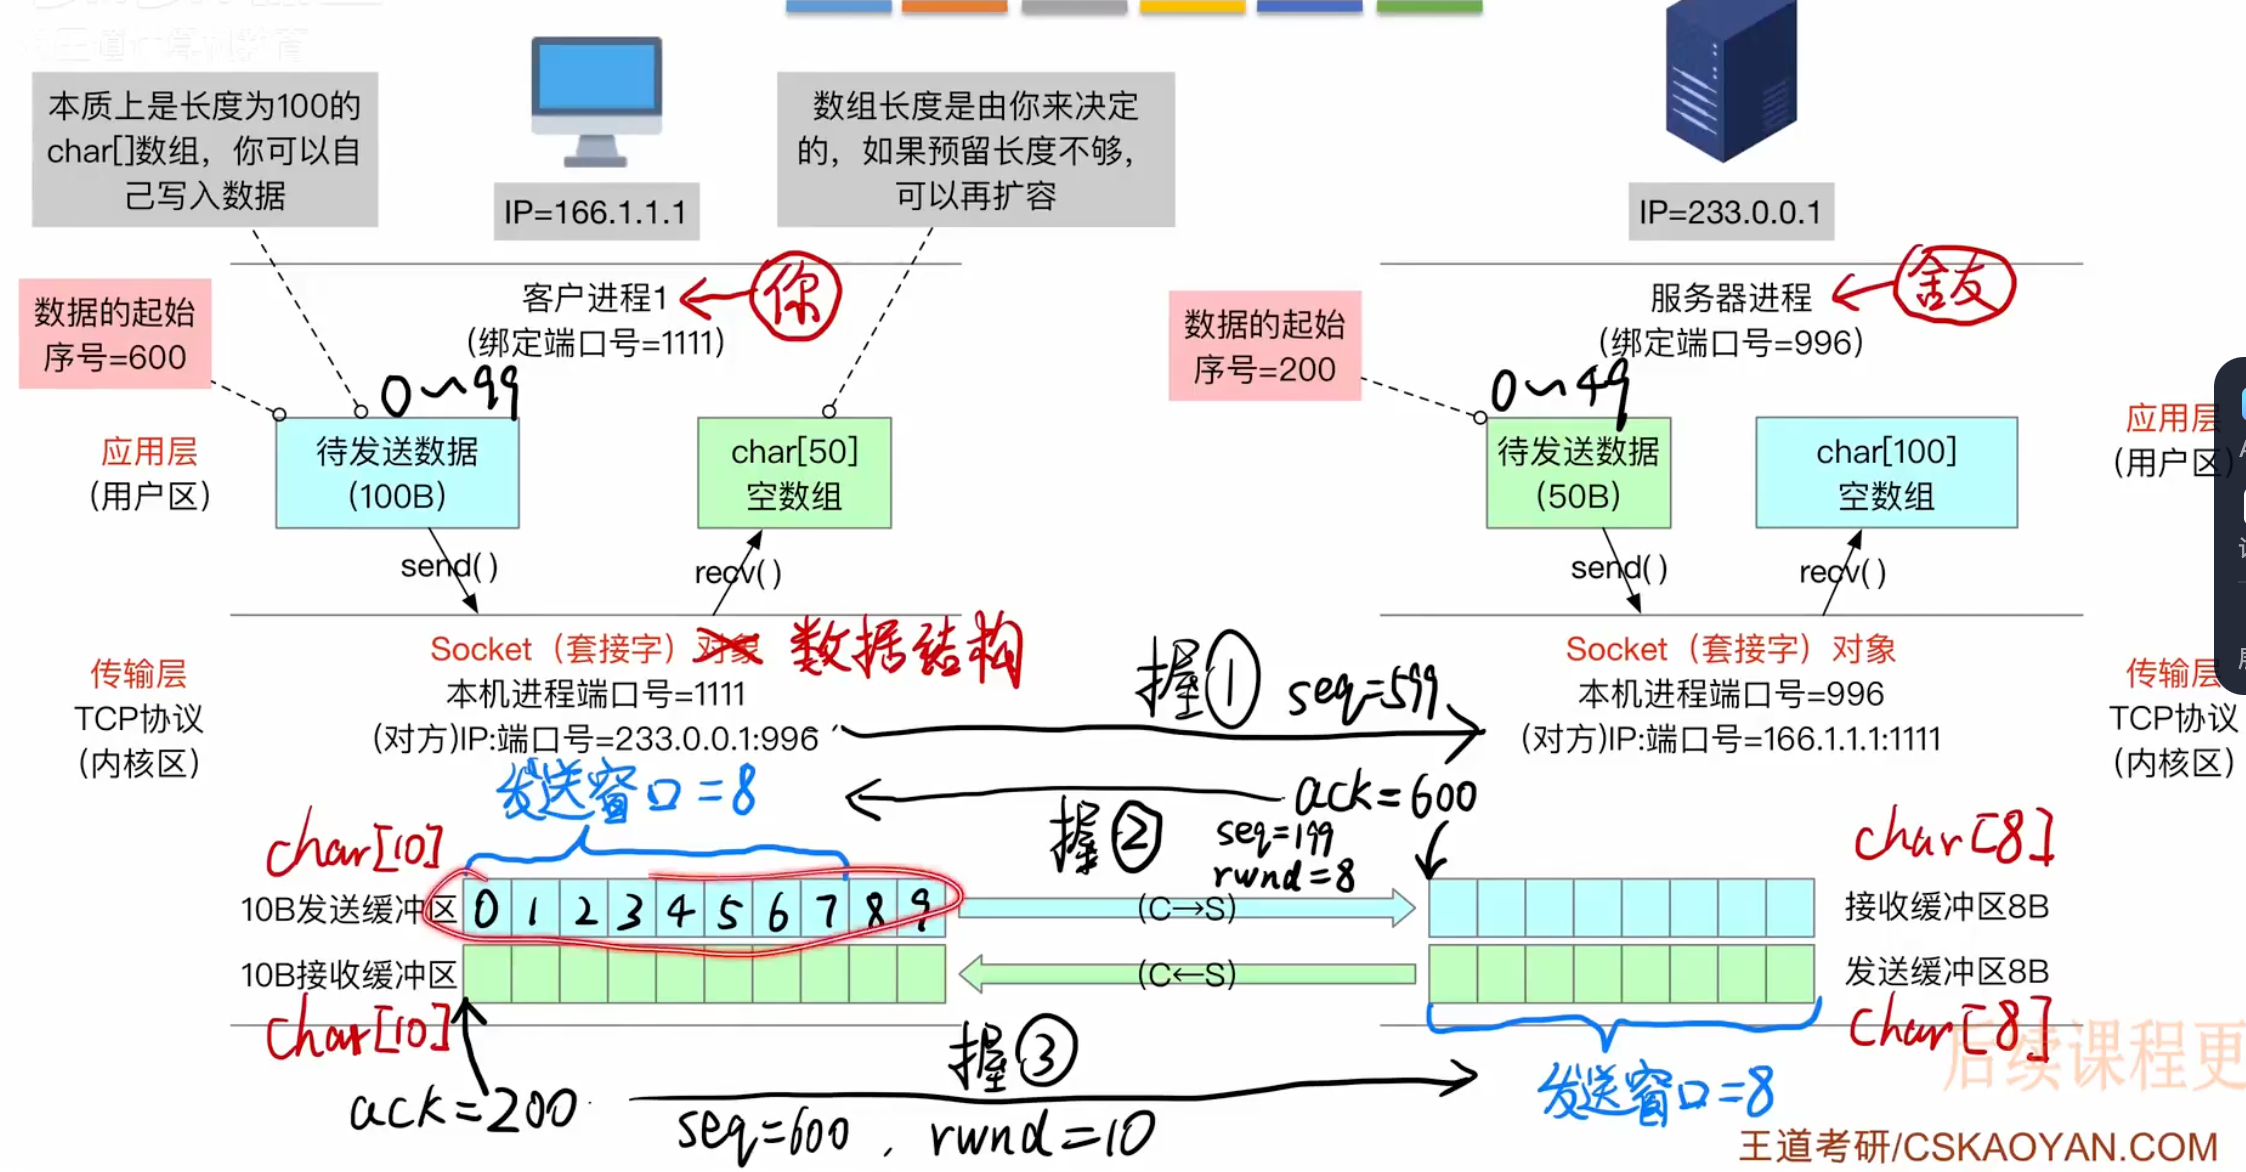 王道计算机教育
本质上是长度为100的
char[]数组，你可以自
己写入数据
IP=166.1.1.1
数组长度是由你来决定
的，如果预留长度不够，
可以再扩容
IP=233.0.0.1
数据的起始
序号=600
客户进程1
(绑定端口号=1111)
你
数据的起始
序号=200
服务器进程
(绑定端口号=996)
舍友
0~99
0~49
应用层
(用户区)
待发送数据
(100B)
char[50]
空数组
待发送数据
(50B)
char[100]
空数组
应用层
(用户区)
send()
recv()
send()
recv()
传输层
TCP协议
(内核区)
Socket（套接字）对象 数据结构
本机进程端口号=1111
(对方)IP:端口号=233.0.0.1:996
握① seq=599
Socket（套接字）对象
本机进程端口号=996
(对方)IP:端口号=166.1.1.1:1111
传输层
TCP协议
(内核区)
发送窗口=8
握②
ack=600
seq=199
rwnd=8
char[10]
10B发送缓冲区
0 1 2 3 4 5 6 7 8 9
(C→S)
char[8]
接收缓冲区8B
10B接收缓冲区
(C←S)
发送缓冲区8B
char[10]
char[8]
ack=200
握③
seq=600, rwnd=10
发送窗口=8
后续课程更
王道考研/CSKAOYAN.COM